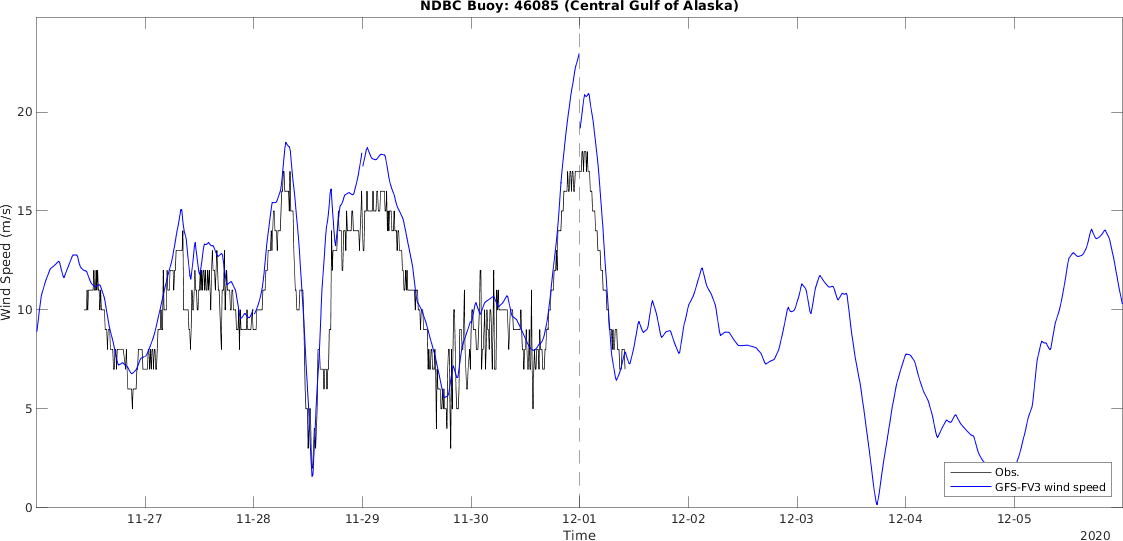 NDBC Buoy: 46085 (Central Gulf of Alaska)
Wind Speed (m/s)
20
15
10
5
0
11-27 11-28 11-29 11-30 12-01 12-02 12-03 12-04 12-05
Time
2020
Obs.
GFS-FV3 wind speed